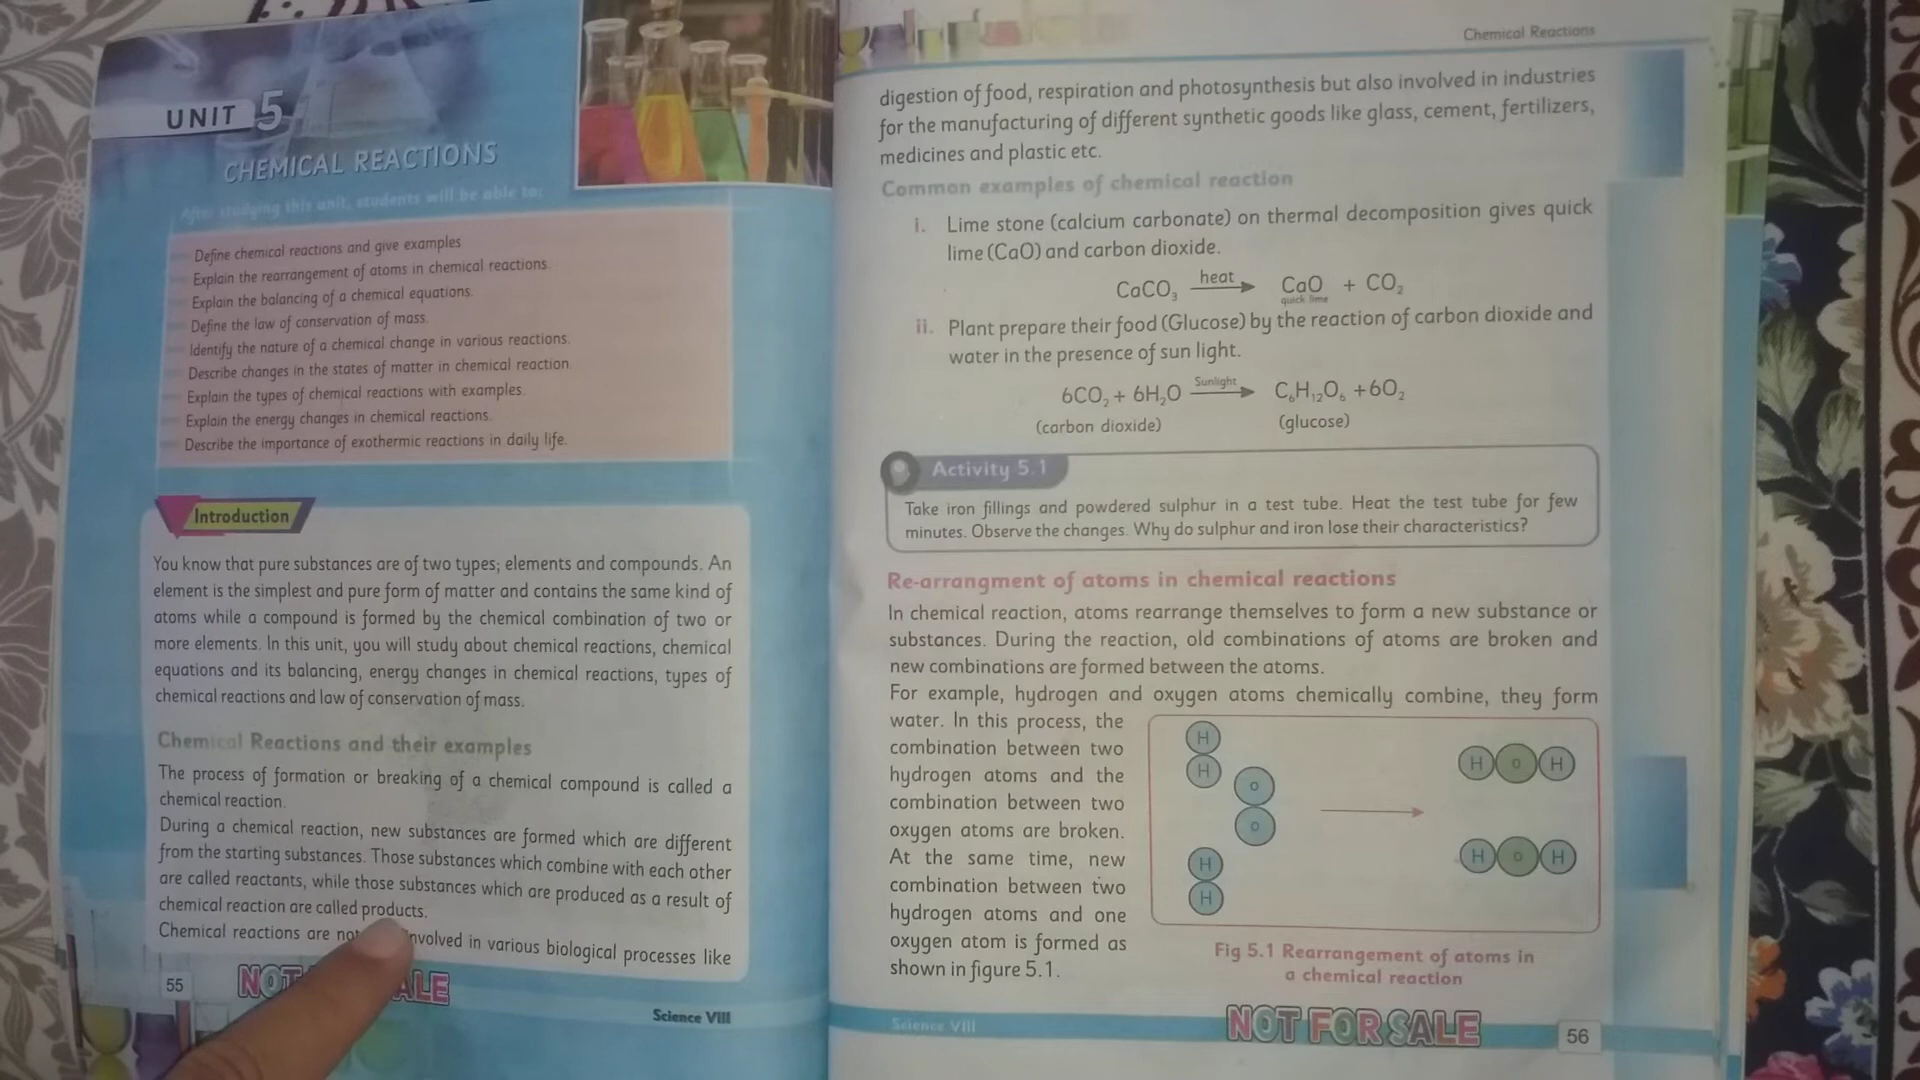 UNIT 5
CHEMICAL REACTIONS
After studying this unit, students will be able to:
Define chemical reactions and give examples
Explain the rearrangement of atoms in chemical reactions.
Explain the balancing of a chemical equations.
Define the law of conservation of mass.
Identify the nature of a chemical change in various reactions.
Describe changes in the states of matter in chemical reaction.
Explain the types of chemical reactions with examples.
Explain the energy changes in chemical reactions.
Describe the importance of exothermic reactions in daily life.
Introduction
You know that pure substances are of two types; elements and compounds. An
element is the simplest and pure form of matter and contains the same kind of
atoms while a compound is formed by the chemical combination of two or
more elements. In this unit, you will study about chemical reactions, chemical
equations and its balancing, energy changes in chemical reactions, types of
chemical reactions and law of conservation of mass.
Chemical Reactions and their examples
The process of formation or breaking of a chemical compound is called a
chemical reaction.
During a chemical reaction, new substances are formed which are different
from the starting substances. Those substances which combine with each other
are called reactants, while those substances which are produced as a result of
chemical reaction are called products.
Chemical reactions are not involved in various biological processes like
55
NOT SALE
Science VIII
Chemical Reactions
digestion of food, respiration and photosynthesis but also involved in industries
for the manufacturing of different synthetic goods like glass, cement, fertilizers,
medicines and plastic etc.
Common examples of chemical reaction
i. Lime stone (calcium carbonate) on thermal decomposition gives quick
lime (CaO) and carbon dioxide.
CaCO₃ heat → CaO + CO₂
quick lime
ii. Plant prepare their food (Glucose) by the reaction of carbon dioxide and
water in the presence of sun light.
6CO₂ + 6H₂O Sunlight → C₆H₁₂O₆ +6O₂
(carbon dioxide) (glucose)
Activity 5.1
Take iron fillings and powdered sulphur in a test tube. Heat the test tube for few
minutes. Observe the changes. Why do sulphur and iron lose their characteristics?
Re-arrangment of atoms in chemical reactions
In chemical reaction, atoms rearrange themselves to form a new substance or
substances. During the reaction, old combinations of atoms are broken and
new combinations are formed between the atoms.
For example, hydrogen and oxygen atoms chemically combine, they form
water. In this process, the
combination between two
hydrogen atoms and the
combination between two
oxygen atoms are broken.
At the same time, new
combination between two
hydrogen atoms and one
oxygen atom is formed as
shown in figure 5.1.
H
H
O
O
H
H
H O H
H O H
Fig 5.1 Rearrangement of atoms in
a chemical reaction
Science VIII
NOT FOR SALE
56